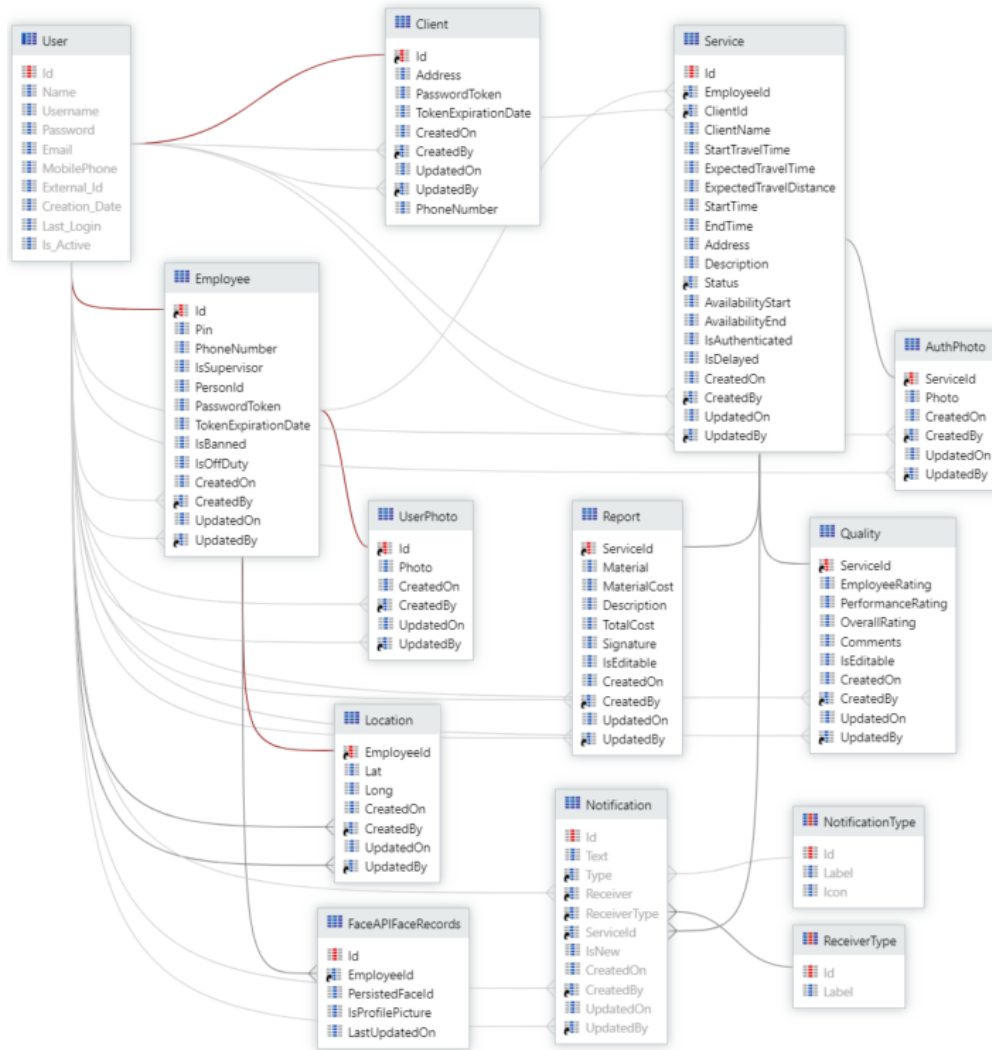 User
Id
Name
Username
Password
Email
MobilePhone
External_Id
Creation_Date
Last_Login
Is_Active
Client
Id
Address
PasswordToken
TokenExpirationDate
CreatedOn
CreatedBy
UpdatedOn
UpdatedBy
PhoneNumber
Service
Id
EmployeeId
ClientId
ClientName
StartTravelTime
ExpectedTravelTime
ExpectedTravelDistance
StartTime
EndTime
Address
Description
Status
AvailabilityStart
AvailabilityEnd
IsAuthenticated
IsDelayed
CreatedOn
CreatedBy
UpdatedOn
UpdatedBy
Employee
Id
Pin
PhoneNumber
IsSupervisor
PersonId
PasswordToken
TokenExpirationDate
IsBanned
IsOffDuty
CreatedOn
CreatedBy
UpdatedOn
UpdatedBy
AuthPhoto
ServiceId
Photo
CreatedOn
CreatedBy
UpdatedOn
UpdatedBy
UserPhoto
Id
Photo
CreatedOn
CreatedBy
UpdatedOn
UpdatedBy
Report
ServiceId
Material
MaterialCost
Description
TotalCost
Signature
IsEditable
CreatedOn
CreatedBy
UpdatedOn
UpdatedBy
Quality
ServiceId
EmployeeRating
PerformanceRating
OverallRating
Comments
IsEditable
CreatedOn
CreatedBy
UpdatedOn
UpdatedBy
Location
EmployeeId
Lat
Long
CreatedOn
CreatedBy
UpdatedOn
UpdatedBy
Notification
Id
Text
Type
Receiver
ReceiverType
ServiceId
IsNew
CreatedOn
CreatedBy
UpdatedOn
UpdatedBy
NotificationType
Id
Label
Icon
ReceiverType
Id
Label
FaceAPIFaceRecords
Id
EmployeeId
PersistedFaceId
IsProfilePicture
LastUpdatedOn